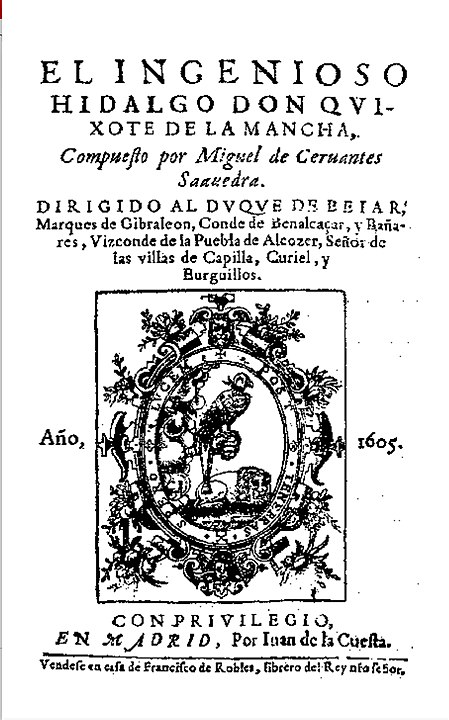 EL INGENIOSO
HIDALGO DON QVI-
XOTE DE LA MANCHA,.
Compuesto por Miguel de Ceruantes
Saauedra.
DIRIGIDO AL DVQVE DE BEIAR,
Marques de Gibraleon, Conde de Benalcaçar, y Baña-
res, Vizconde de la Puebla de Alcozer, Señor de
las villas de Capilla, Curiel, y
Burguillos.
Año, 1605.
CON PRIVILEGIO,
EN MADRID, Por Iuan de la Cuesta.
Vendese en casa de Francisco de Robles, librero del Rey nro señor,